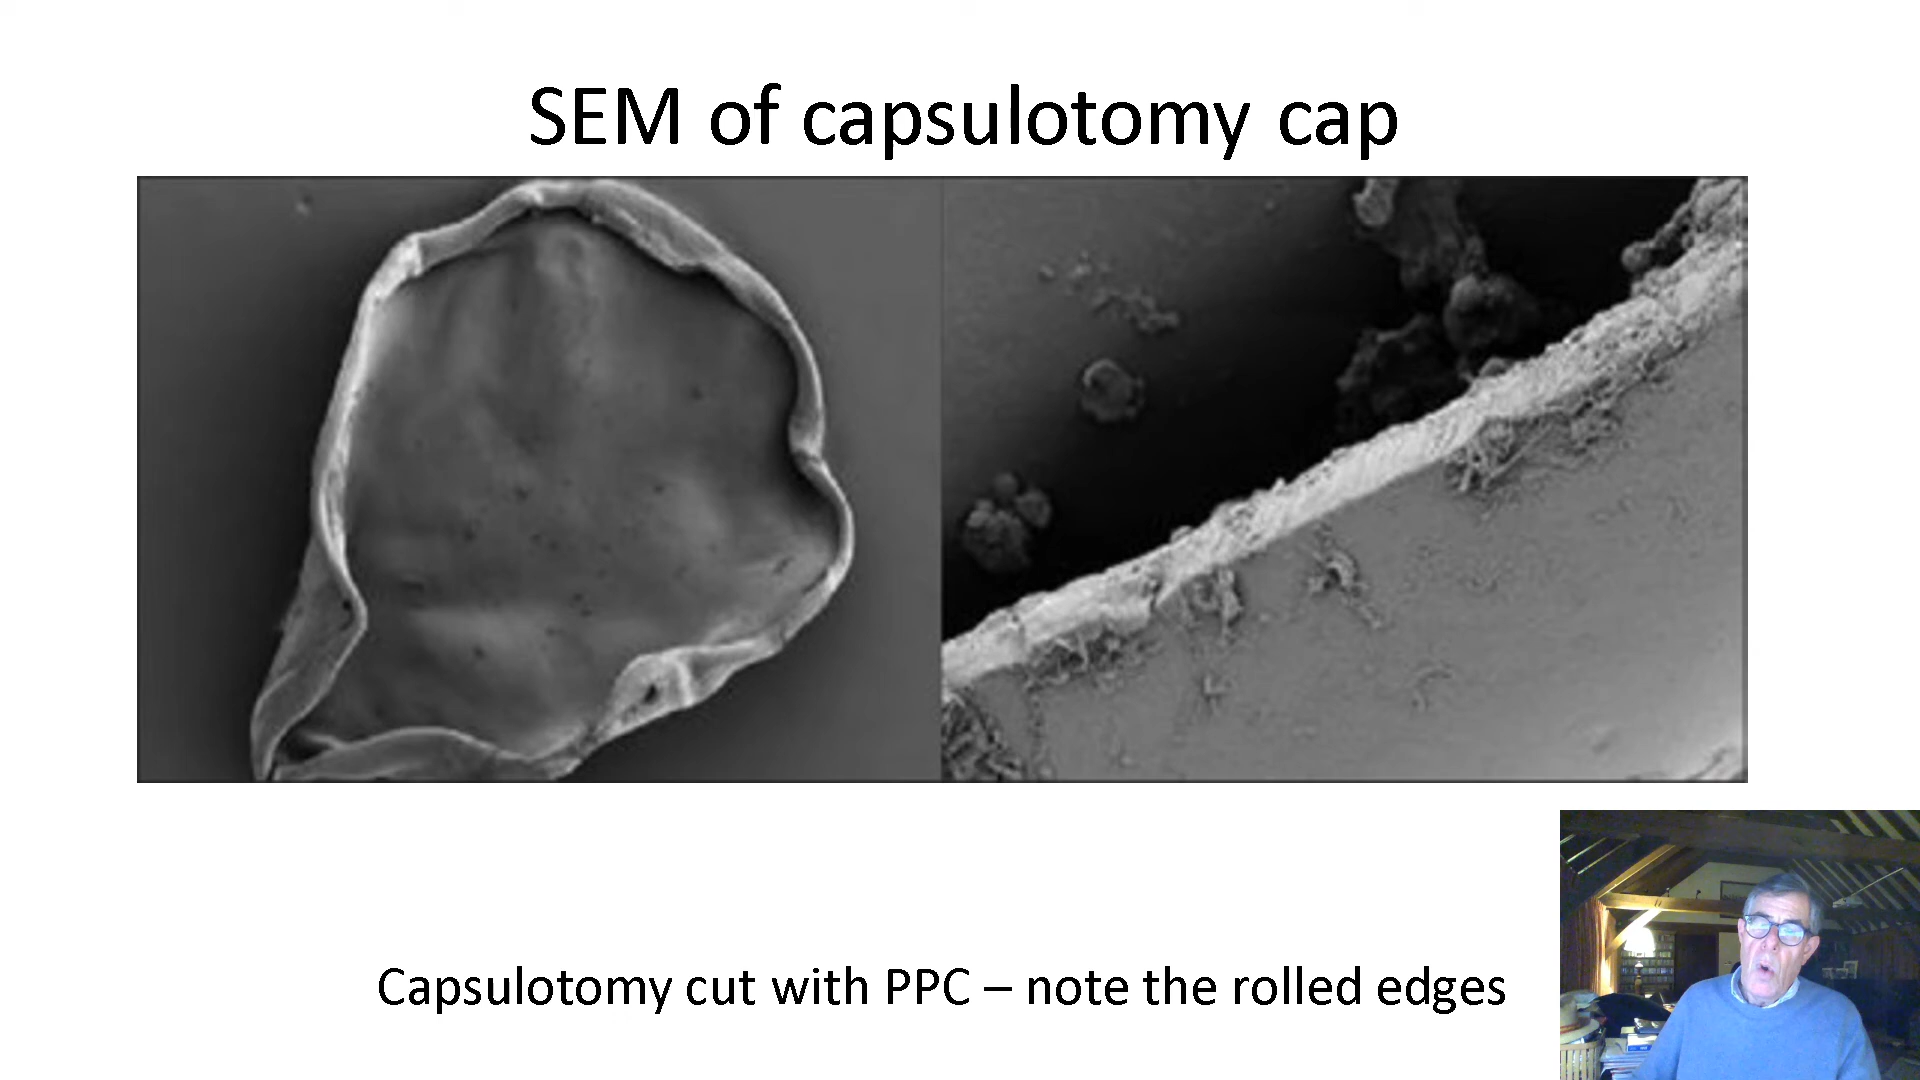 SEM of capsulotomy cap
Capsulotomy cut with PPC – note the rolled edges